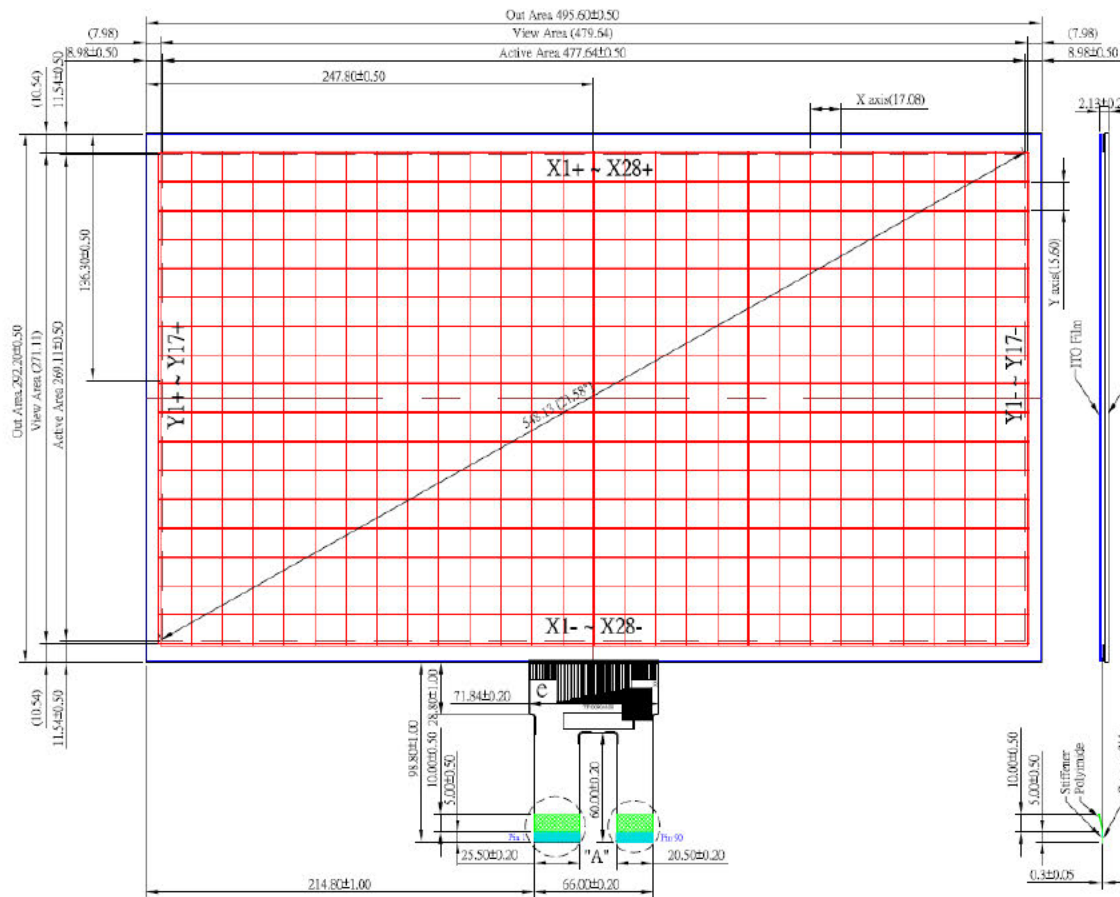 Out Area 495.60±0.50
(7.98)
View Area (479.64)
(7.98)
8.98±0.50
Active Area 477.64±0.50
8.98±0.50
247.80±0.50
X axis(17.08)
(10.54)
11.54±0.50
X1+ ~ X28+
136.30±0.50
Y axis(15.60)
Out Area 292.20±0.50
View Area (271.11)
Active Area 269.11±0.50
Y1+ ~ Y17+
548.13 (21.58")
Y1- ~ Y17-
ITO Film
X1- ~ X28-
(10.54)
11.54±0.50
e
71.84±0.20
28.80±1.00
98.80±1.00
10.00±0.50
5.00±0.50
60.00±0.20
Pin 1
Pin 90
"A"
25.50±0.20
20.50±0.20
214.80±1.00
66.00±0.20
10.00±0.50
5.00±0.50
Stiffener
Polyimide
0.3±0.05